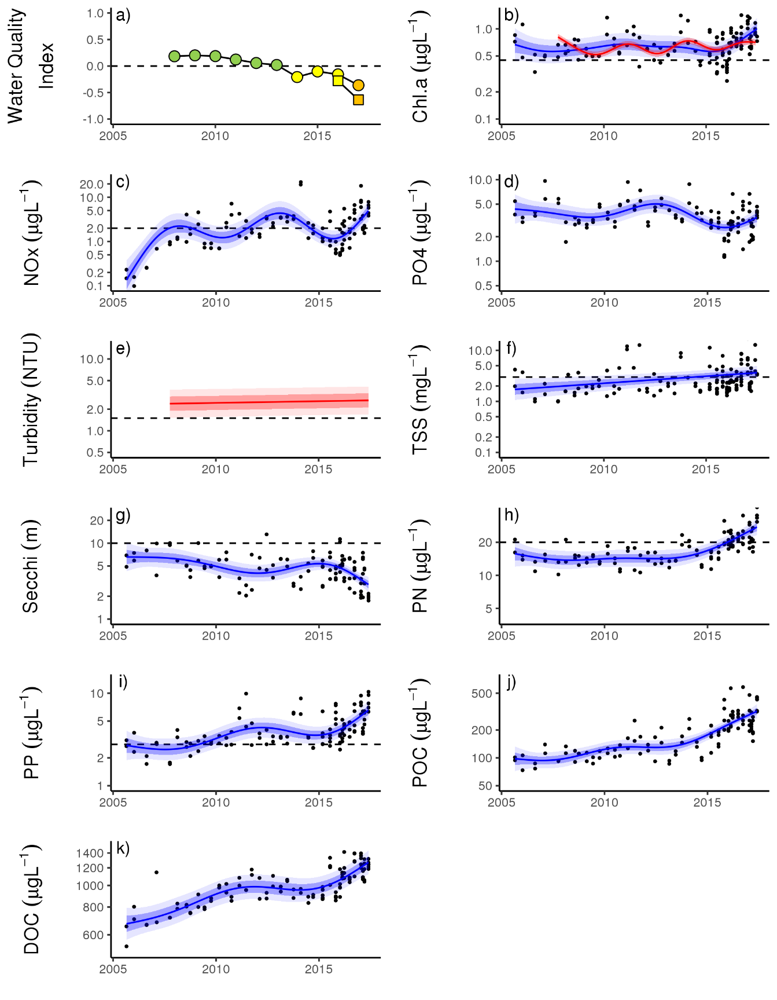 Water Quality
Index
a)
1.0
0.5
0.0
-0.5
-1.0
2005 2010 2015
Chl.a (μgL⁻¹)
b)
1.0
0.5
0.2
0.1
2005 2010 2015
NOx (μgL⁻¹)
c)
20.0
10.0
5.0
2.0
1.0
0.5
0.2
0.1
2005 2010 2015
PO4 (μgL⁻¹)
d)
10.0
5.0
2.0
1.0
0.5
2005 2010 2015
Turbidity (NTU)
e)
10.0
5.0
2.0
1.0
0.5
2005 2010 2015
TSS (mgL⁻¹)
f)
10.0
5.0
2.0
1.0
0.5
0.2
0.1
2005 2010 2015
Secchi (m)
g)
20
10
5
2
1
2005 2010 2015
PN (μgL⁻¹)
h)
20
10
5
2005 2010 2015
PP (μgL⁻¹)
i)
10
5
2
1
2005 2010 2015
POC (μgL⁻¹)
j)
500
200
100
50
2005 2010 2015
DOC (μgL⁻¹)
k)
1400
1200
1000
800
600
2005 2010 2015